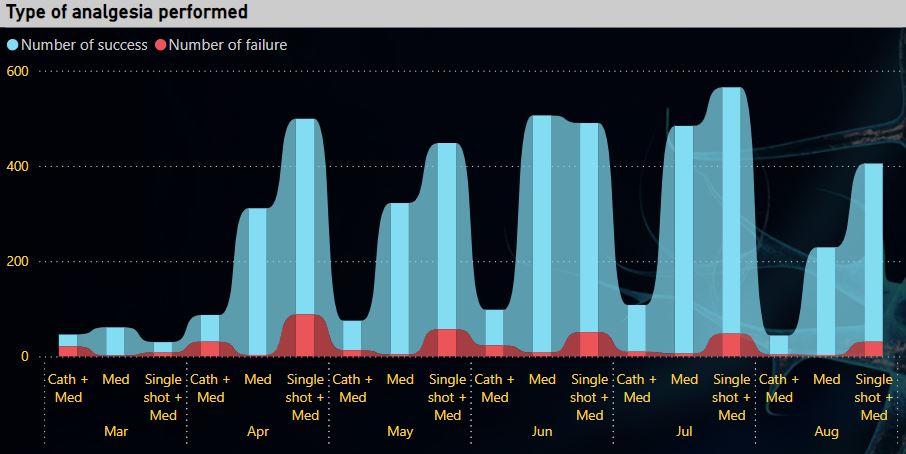 Type of analgesia performed
Number of success Number of failure
600
400
200
0
Cath + Med Single Cath + Med Single Cath + Med Single Cath + Med Single Cath + Med Single Cath + Med Single
Med shot + Med shot + Med shot + Med shot + Med shot + Med shot +
Med Med Med Med Med Med
Mar Apr May Jun Jul Aug